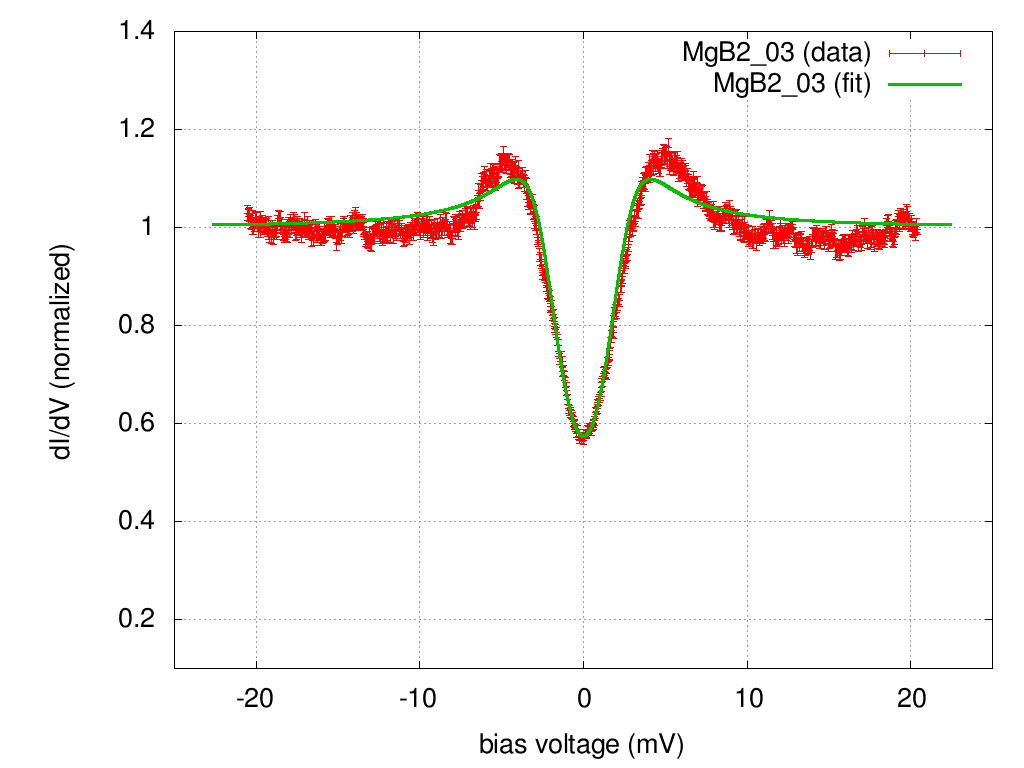 1.4
1.2
1
0.8
0.6
0.4
0.2
dI/dV (normalized)
MgB2_03 (data)
MgB2_03 (fit)
-20 -10 0 10 20
bias voltage (mV)